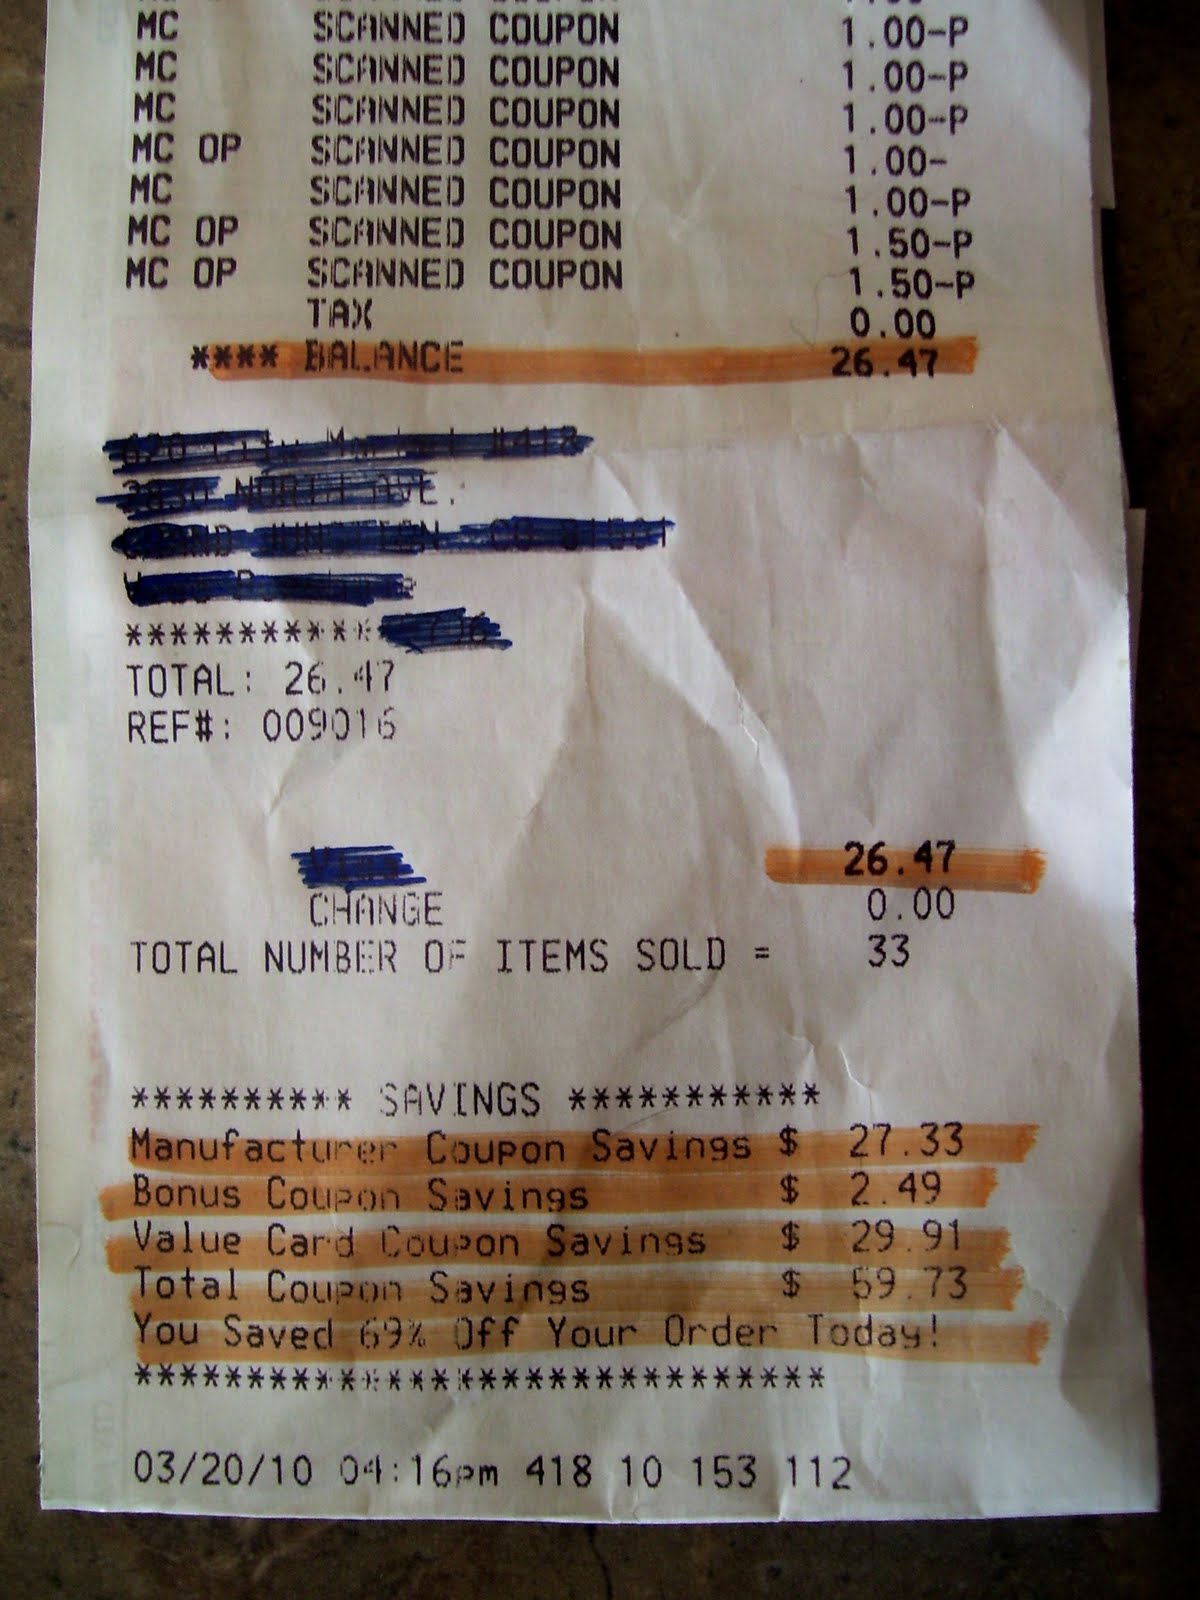 MC SCANNED COUPON 1.00-P
MC SCANNED COUPON 1.00-P
MC SCANNED COUPON 1.00-P
MC OP SCANNED COUPON 1.00-
MC SCANNED COUPON 1.00-P
MC OP SCANNED COUPON 1.50-P
MC OP SCANNED COUPON 1.50-P
TAX 0.00
**** BALANCE 26.47
NORTH AVE.
***********
TOTAL: 26.47
REF#: 009016
26.47
CHANGE 0.00
TOTAL NUMBER OF ITEMS SOLD = 33
********** SAVINGS ***********
Manufacturer Coupon Savings $ 27.33
Bonus Coupon Savings $ 2.49
Value Card Coupon Savings $ 29.91
Total Coupon Savings $ 59.73
You Saved 69% Off Your Order Today!
********************************
03/20/10 04:16pm 418 10 153 112